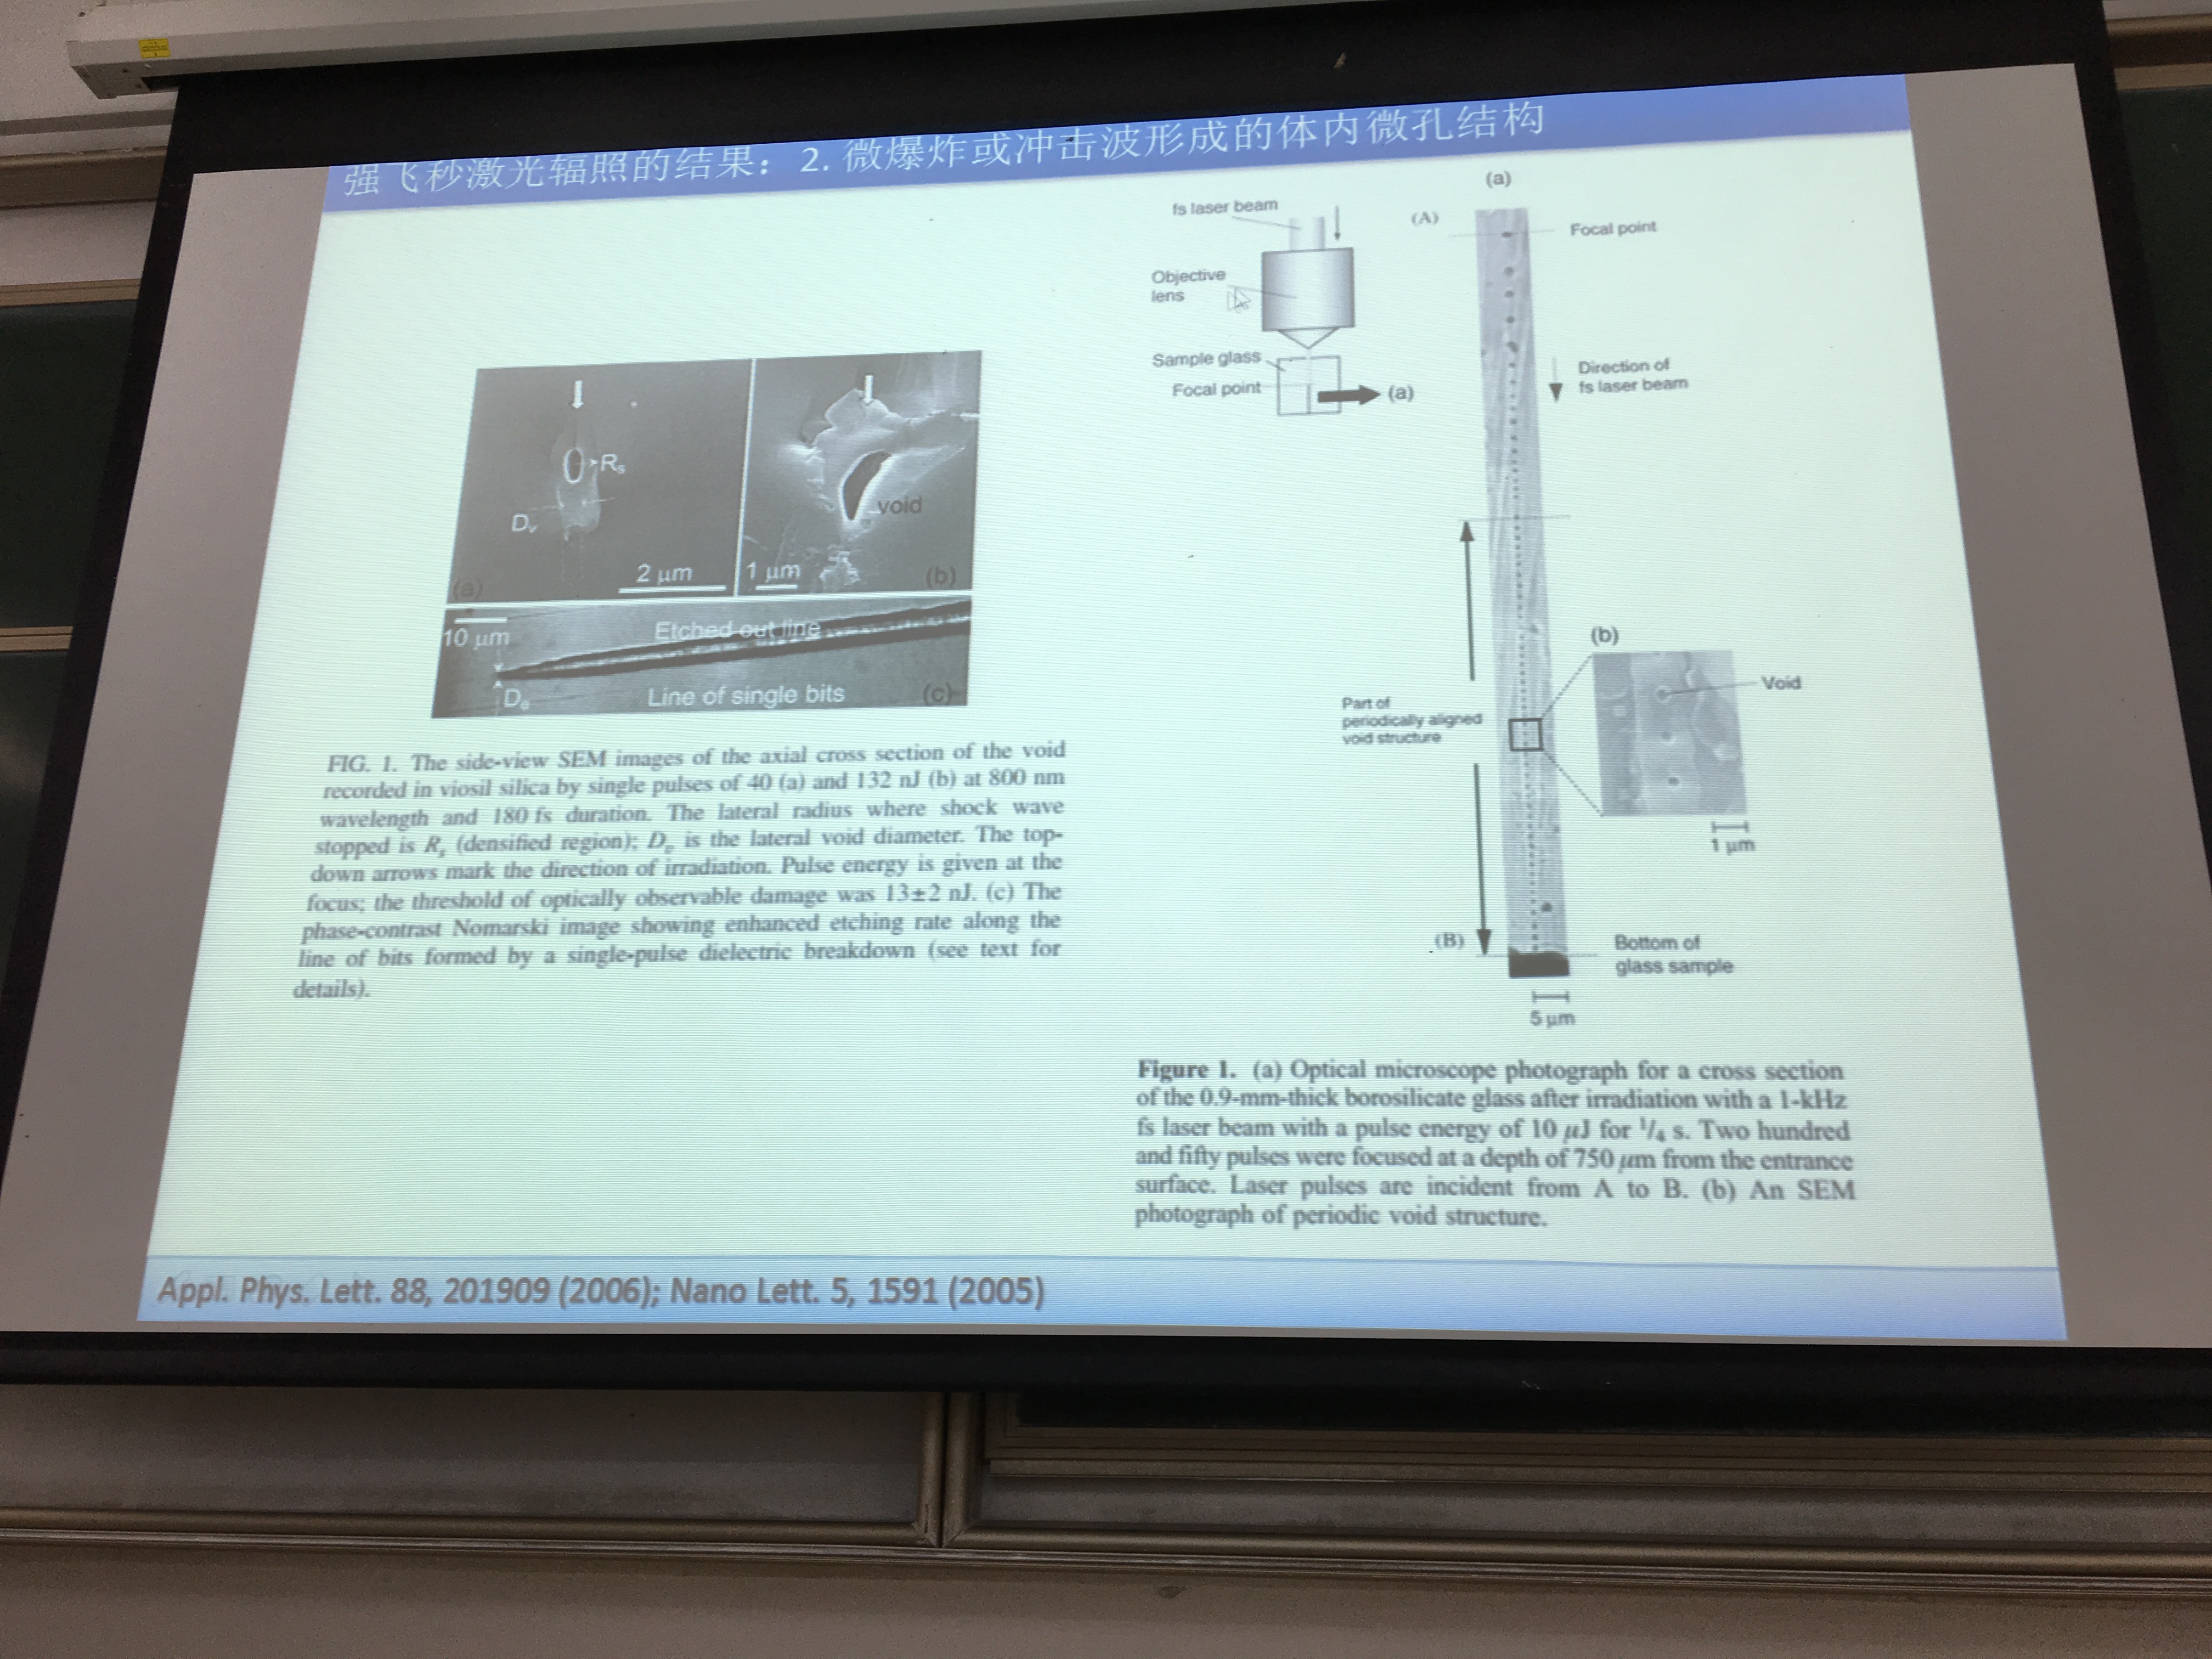 强飞秒激光辐照的结果：2. 微爆炸或冲击波形成的体内微孔结构
Rs
Dv
2 μm
(a)
void
1 μm
(b)
10 μm
Etched out line
De
Line of single bits
(c)
FIG. 1. The side-view SEM images of the axial cross section of the void
recorded in viosil silica by single pulses of 40 (a) and 132 nJ (b) at 800 nm
wavelength and 180 fs duration. The lateral radius where shock wave
stopped is Rs (densified region); Dv is the lateral void diameter. The top-
down arrows mark the direction of irradiation. Pulse energy is given at the
focus; the threshold of optically observable damage was 13±2 nJ. (c) The
phase-contrast Nomarski image showing enhanced etching rate along the
line of bits formed by a single-pulse dielectric breakdown (see text for
details).
fs laser beam
Objective
lens
Sample glass
Focal point
(a)
(a)
(A)
Focal point
Direction of
fs laser beam
Part of
periodically aligned
void structure
(b)
Void
1 μm
(B)
Bottom of
glass sample
5 μm
Figure 1. (a) Optical microscope photograph for a cross section
of the 0.9-mm-thick borosilicate glass after irradiation with a 1-kHz
fs laser beam with a pulse energy of 10 μJ for 1/4 s. Two hundred
and fifty pulses were focused at a depth of 750 μm from the entrance
surface. Laser pulses are incident from A to B. (b) An SEM
photograph of periodic void structure.
Appl. Phys. Lett. 88, 201909 (2006); Nano Lett. 5, 1591 (2005)